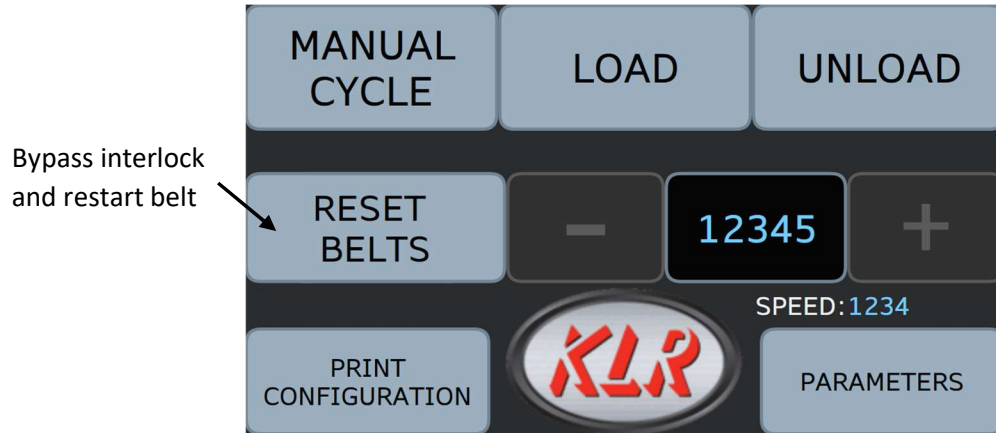 MANUAL
CYCLE
LOAD
UNLOAD
Bypass interlock
and restart belt
RESET
BELTS
-
12345
+
SPEED:1234
PRINT
CONFIGURATION
KLR
PARAMETERS